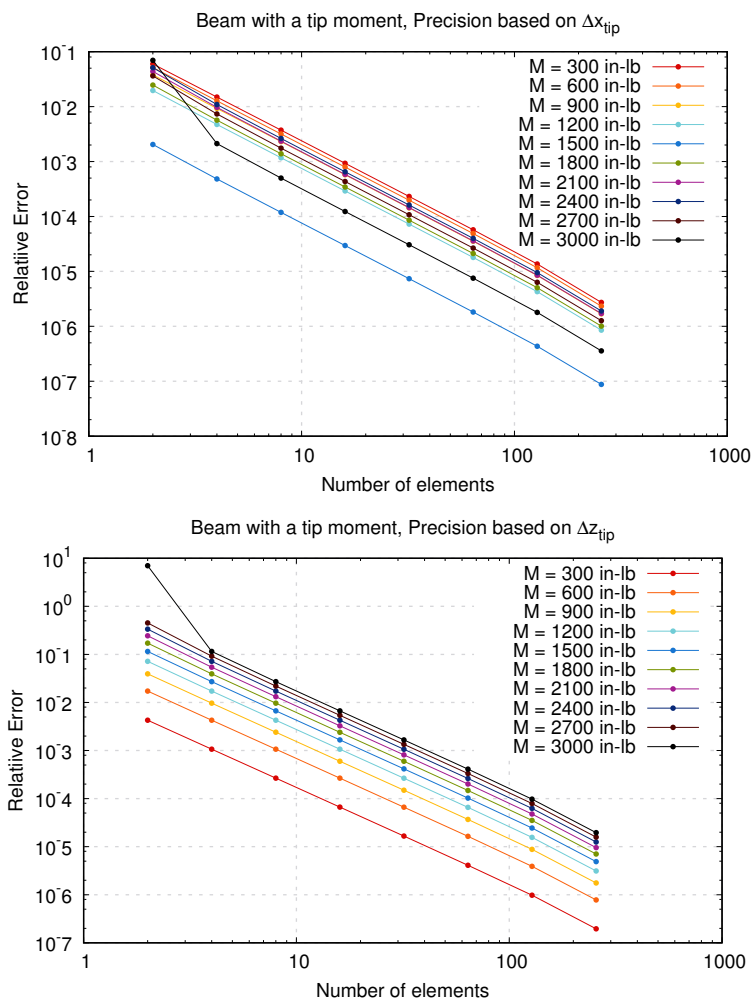 Beam with a tip moment, Precision based on Δx_tip
10^-1
10^-2
10^-3
10^-4
10^-5
10^-6
10^-7
10^-8
Relatiive Error
M = 300 in-lb
M = 600 in-lb
M = 900 in-lb
M = 1200 in-lb
M = 1500 in-lb
M = 1800 in-lb
M = 2100 in-lb
M = 2400 in-lb
M = 2700 in-lb
M = 3000 in-lb
1 10 100 1000
Number of elements
Beam with a tip moment, Precision based on Δz_tip
10^1
10^0
10^-1
10^-2
10^-3
10^-4
10^-5
10^-6
10^-7
Relatiive Error
M = 300 in-lb
M = 600 in-lb
M = 900 in-lb
M = 1200 in-lb
M = 1500 in-lb
M = 1800 in-lb
M = 2100 in-lb
M = 2400 in-lb
M = 2700 in-lb
M = 3000 in-lb
1 10 100 1000
Number of elements